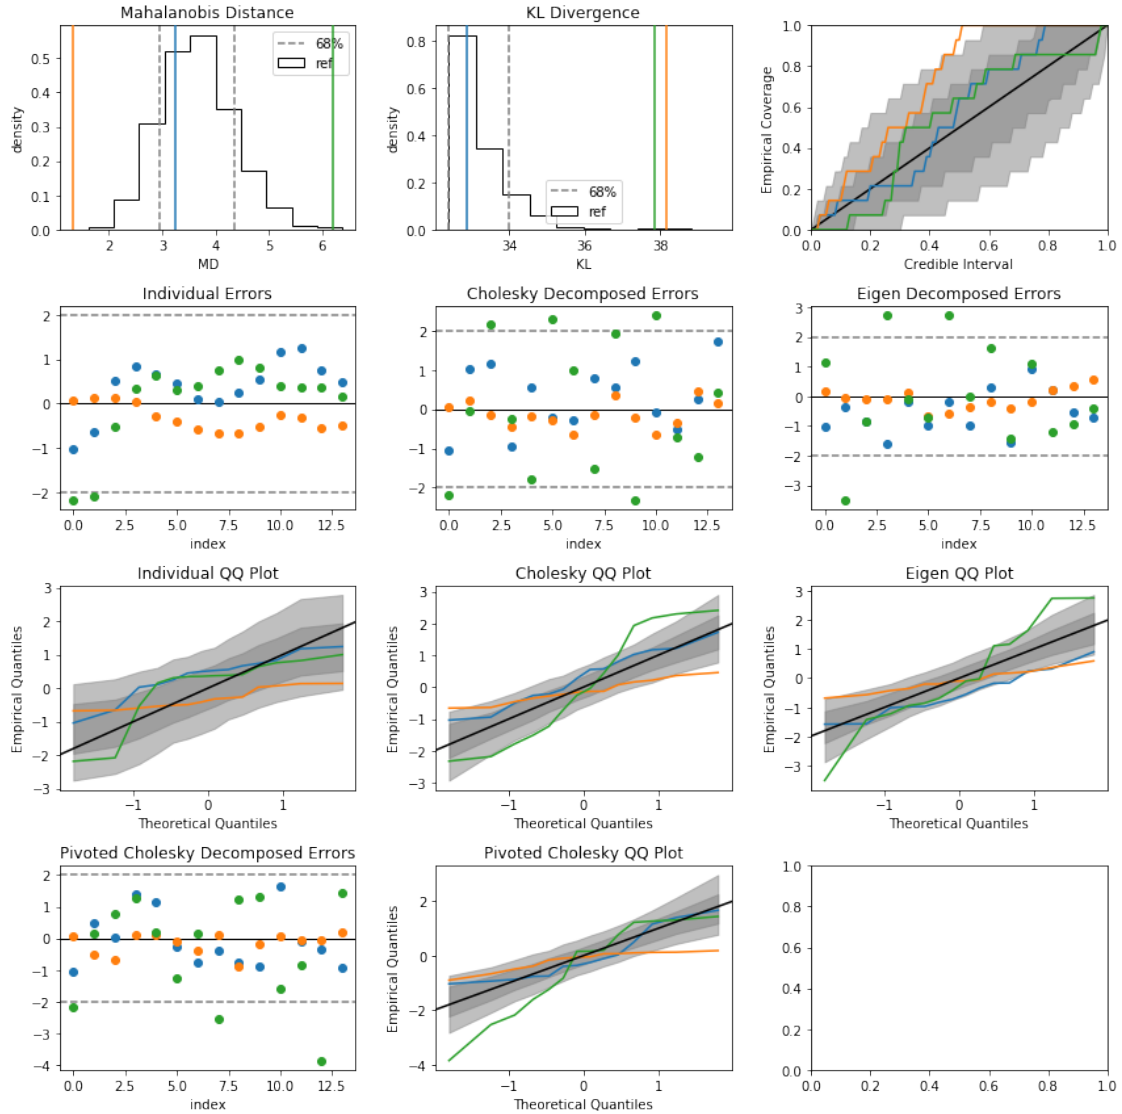 Mahalanobis Distance
density
0.0
0.1
0.2
0.3
0.4
0.5
68%
ref
2 3 4 5 6
MD
KL Divergence
density
0.0
0.2
0.4
0.6
0.8
68%
ref
34 36 38
KL
Empirical Coverage
1.0
0.8
0.6
0.4
0.2
0.0
0.0 0.2 0.4 0.6 0.8 1.0
Credible Interval
Individual Errors
2
1
0
−1
−2
0.0 2.5 5.0 7.5 10.0 12.5
index
Cholesky Decomposed Errors
2
1
0
−1
−2
0.0 2.5 5.0 7.5 10.0 12.5
index
Eigen Decomposed Errors
3
2
1
0
−1
−2
−3
0.0 2.5 5.0 7.5 10.0 12.5
index
Individual QQ Plot
Empirical Quantiles
3
2
1
0
−1
−2
−3
−1 0 1
Theoretical Quantiles
Cholesky QQ Plot
Empirical Quantiles
3
2
1
0
−1
−2
−3
−1 0 1
Theoretical Quantiles
Eigen QQ Plot
Empirical Quantiles
3
2
1
0
−1
−2
−3
−1 0 1
Theoretical Quantiles
Pivoted Cholesky Decomposed Errors
2
1
0
−1
−2
−3
−4
0.0 2.5 5.0 7.5 10.0 12.5
index
Pivoted Cholesky QQ Plot
Empirical Quantiles
2
0
−2
−4
−1 0 1
Theoretical Quantiles
1.0
0.8
0.6
0.4
0.2
0.0
0.0 0.2 0.4 0.6 0.8 1.0